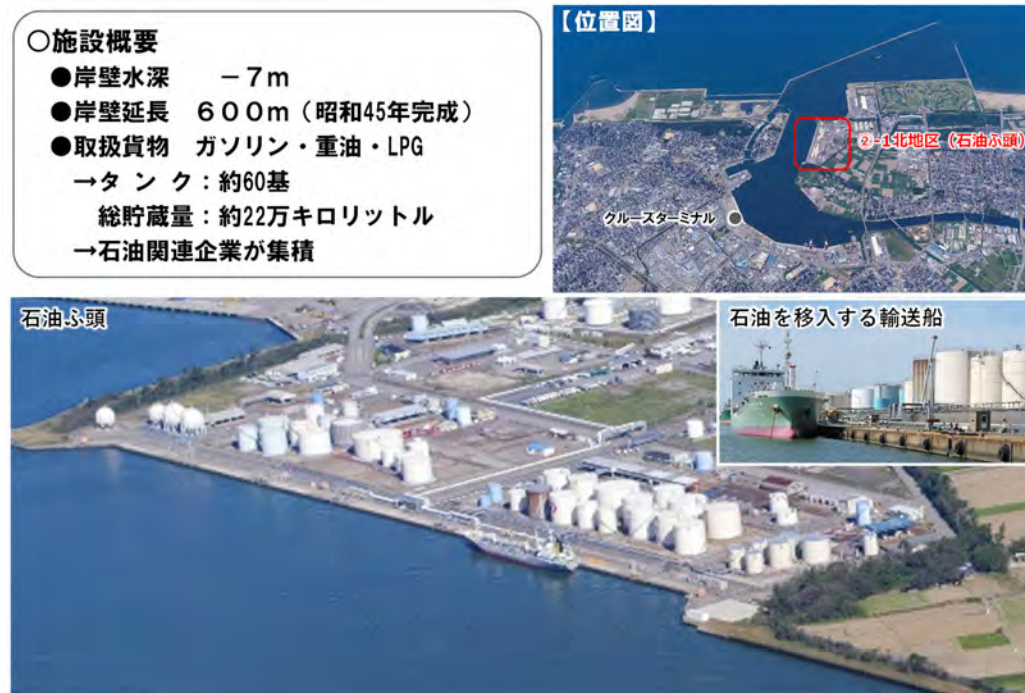 ○施設概要
●岸壁水深　－7ｍ
●岸壁延長　６００ｍ（昭和45年完成）
●取扱貨物　ガソリン・重油・LPG
→タ ン ク：約60基
総貯蔵量：約22万キロリットル
→石油関連企業が集積
【位置図】
②-1北地区（石油ふ頭）
クルーズターミナル
石油ふ頭
石油を移入する輸送船